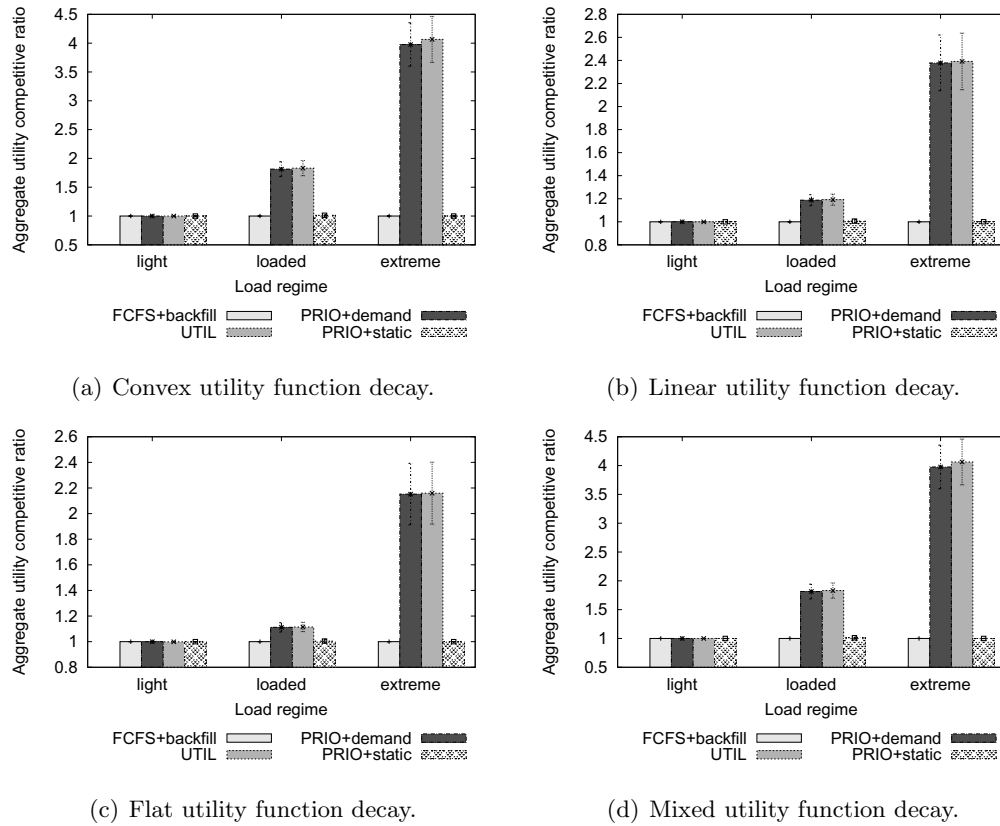 Aggregate utility competitive ratio
4.5
4
3.5
3
2.5
2
1.5
1
0.5
light loaded extreme
Load regime
FCFS+backfill PRIO+demand
UTIL PRIO+static
(a) Convex utility function decay.
Aggregate utility competitive ratio
2.8
2.6
2.4
2.2
2
1.8
1.6
1.4
1.2
1
0.8
light loaded extreme
Load regime
FCFS+backfill PRIO+demand
UTIL PRIO+static
(b) Linear utility function decay.
Aggregate utility competitive ratio
2.6
2.4
2.2
2
1.8
1.6
1.4
1.2
1
0.8
light loaded extreme
Load regime
FCFS+backfill PRIO+demand
UTIL PRIO+static
(c) Flat utility function decay.
Aggregate utility competitive ratio
4.5
4
3.5
3
2.5
2
1.5
1
0.5
light loaded extreme
Load regime
FCFS+backfill PRIO+demand
UTIL PRIO+static
(d) Mixed utility function decay.